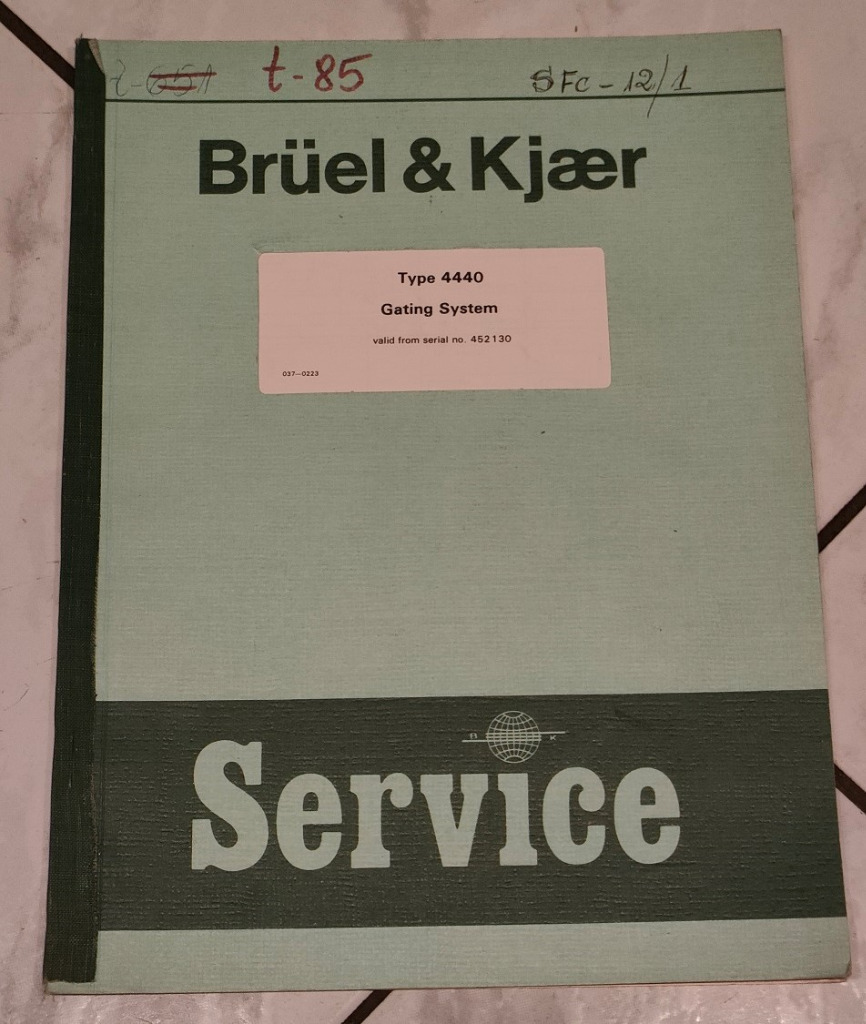 t-85 SFC-12/1
Brüel & Kjær
Type 4440
Gating System
valid from serial no. 452130
037-0223
B K
Service